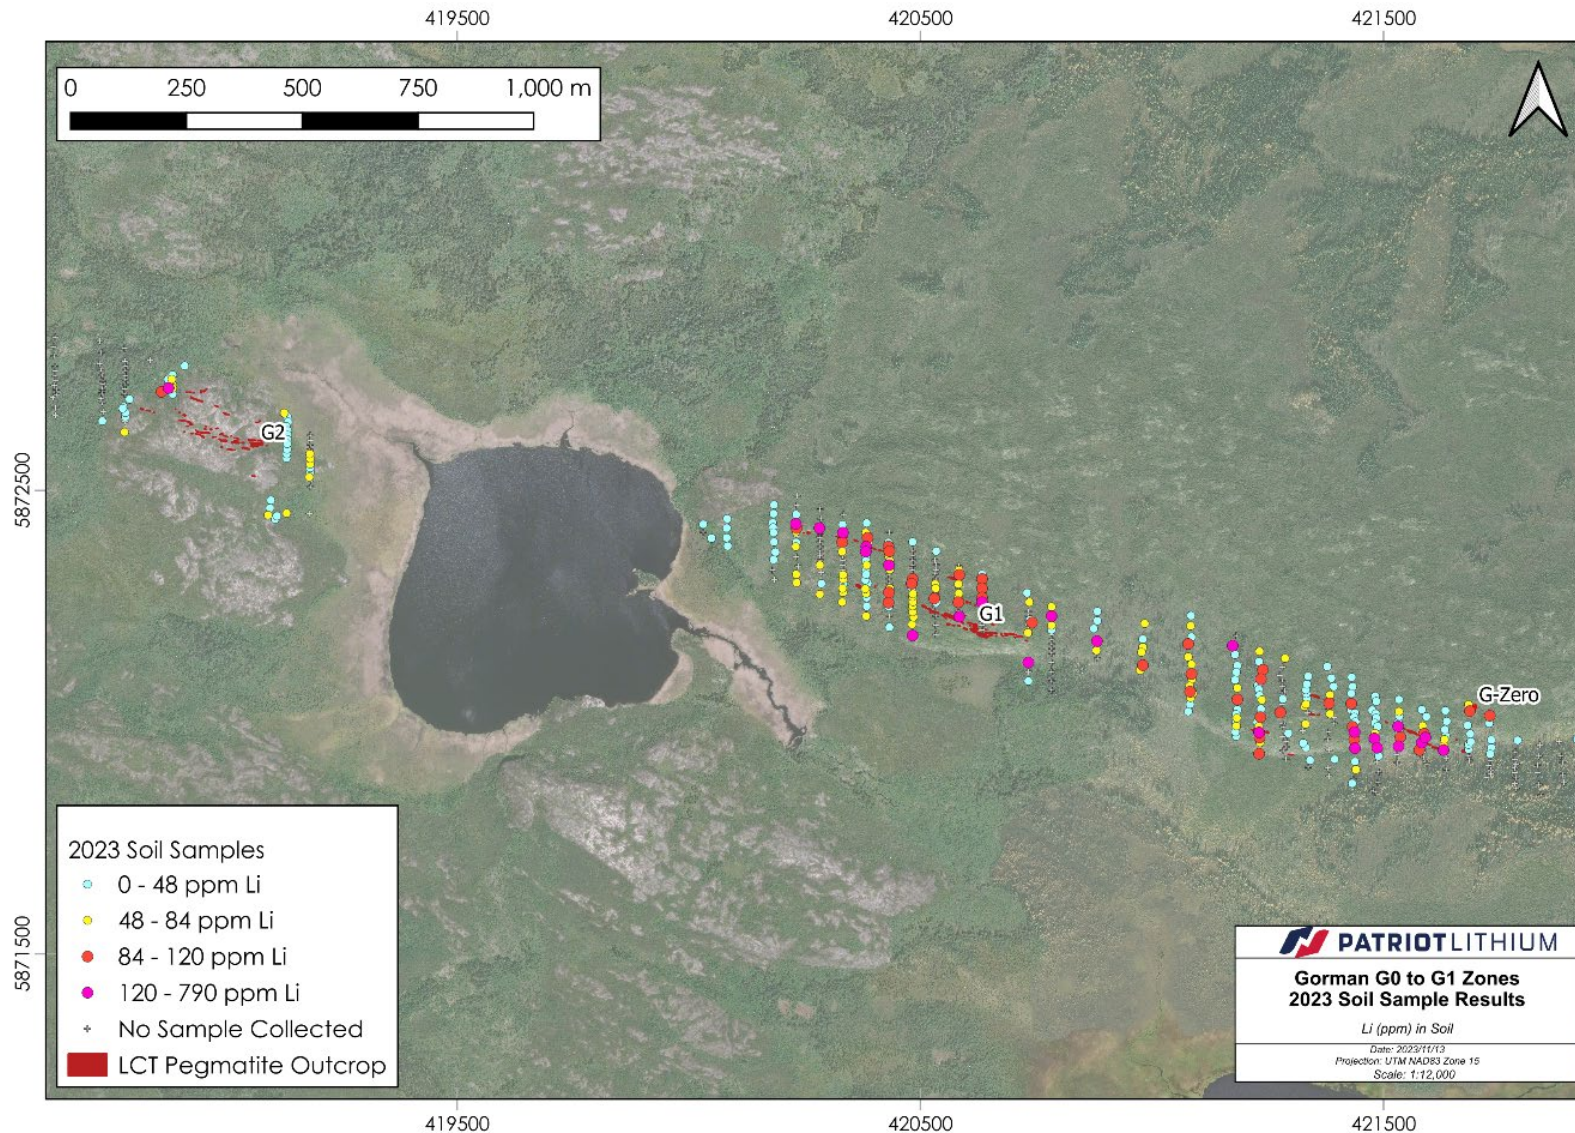 419500 420500 421500
0 250 500 750 1,000 m
G2
5872500
G1
G-Zero
2023 Soil Samples
0 - 48 ppm Li
48 - 84 ppm Li
84 - 120 ppm Li
120 - 790 ppm Li
No Sample Collected
LCT Pegmatite Outcrop
5871500
PATRIOTLITHIUM
Gorman G0 to G1 Zones
2023 Soil Sample Results
Li (ppm) in Soil
Date: 2023/11/13
Projection: UTM NAD83 Zone 15
Scale: 1:12,000
419500 420500 421500